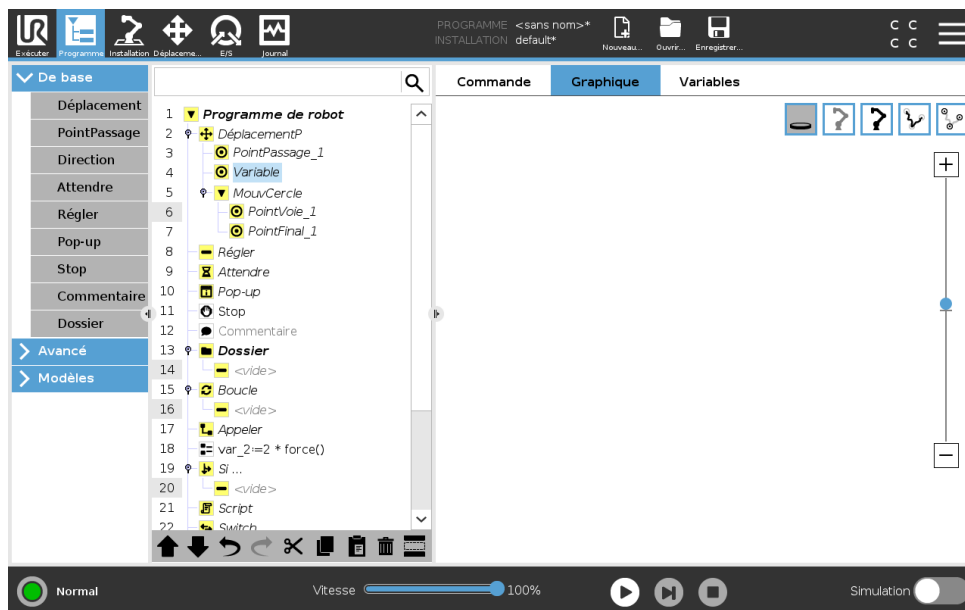 UR
PROGRAMME <sans nom>*
INSTALLATION default*
Exécuter Programme Installation Déplaceme... E/S Journal Nouveau... Ouvrir... Enregistrer...
C C
C C
De base
Déplacement
PointPassage
Direction
Attendre
Régler
Pop-up
Stop
Commentaire
Dossier
Avancé
Modèles
1 Programme de robot
2 DéplacementP
3 PointPassage_1
4 Variable
5 MouvCercle
6 PointVoie_1
7 PointFinal_1
8 Régler
9 Attendre
10 Pop-up
11 Stop
12 Commentaire
13 Dossier
14 <vide>
15 Boucle
16 <vide>
17 Appeler
18 var_2:=2 * force()
19 Si ...
20 <vide>
21 Script
22 Switch
Commande Graphique Variables
Normal
Vitesse 100%
Simulation